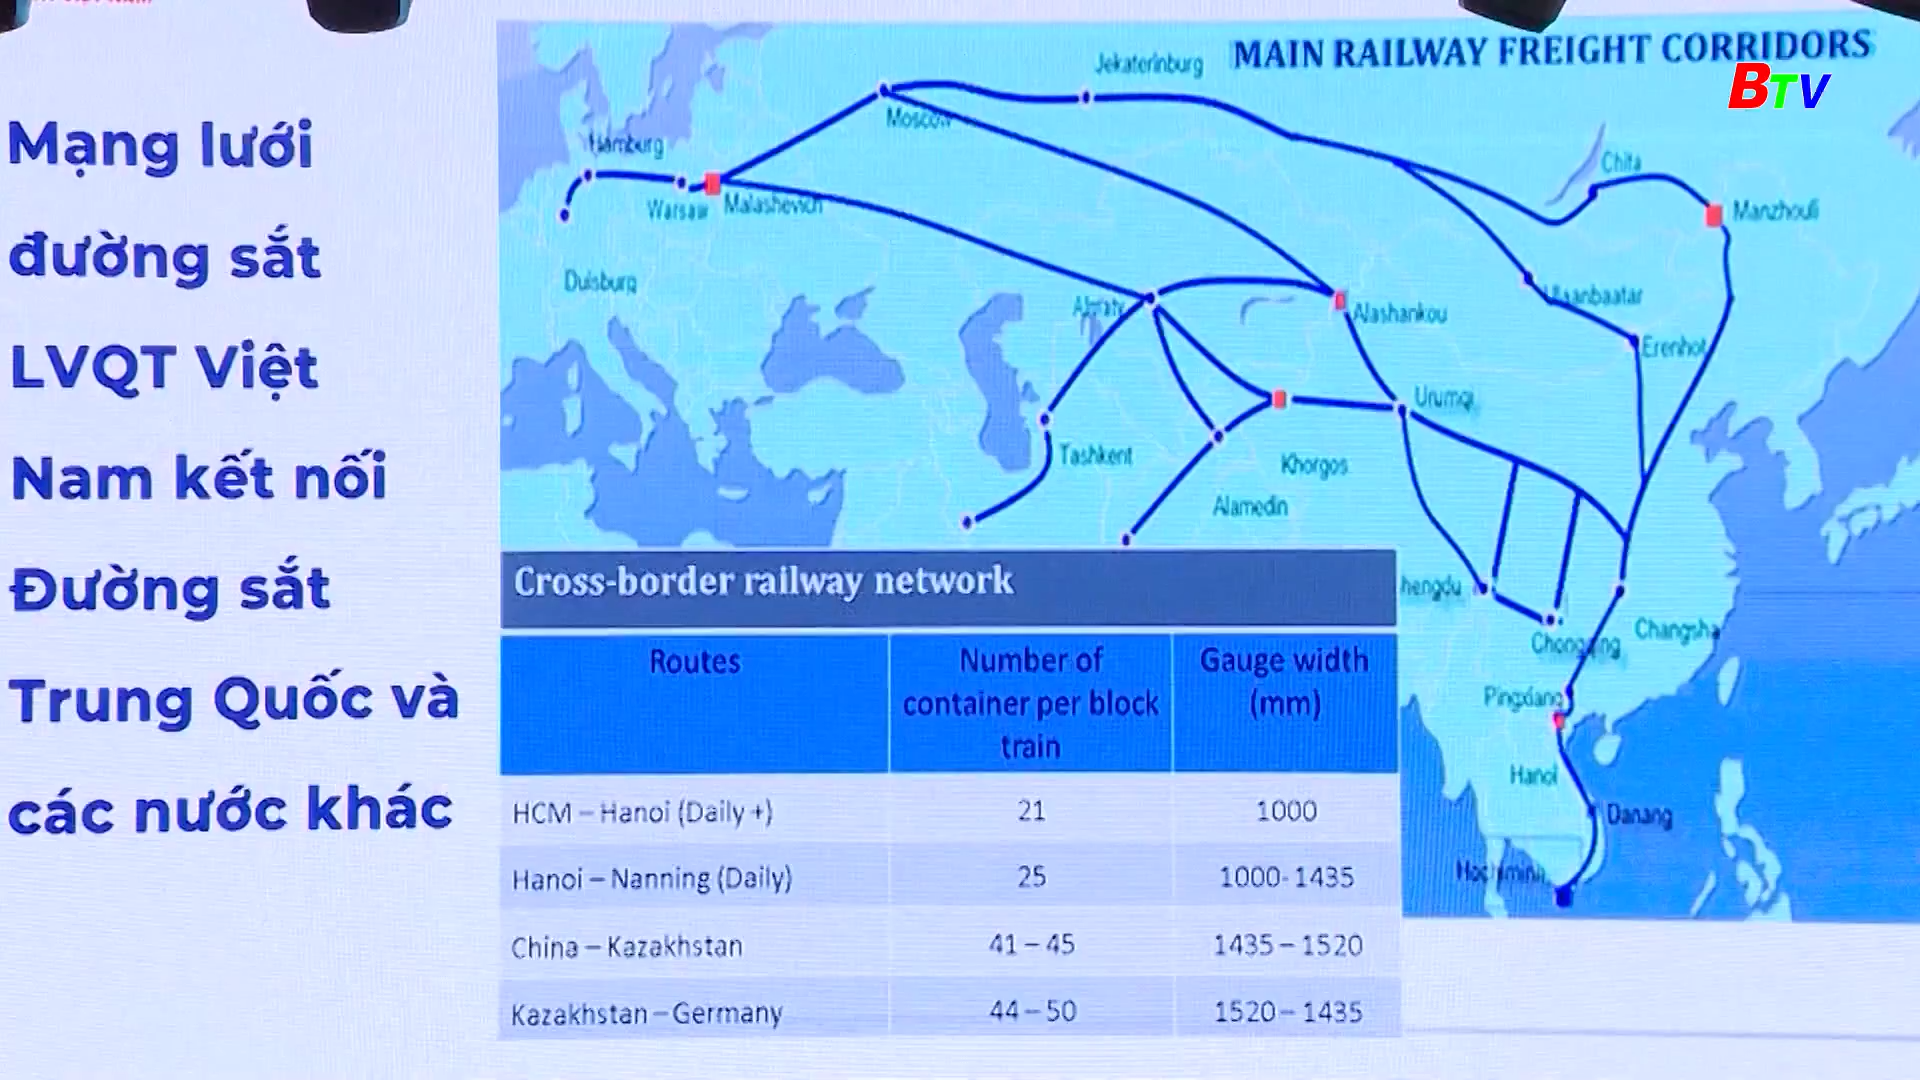 Mạng lưới
đường sắt
LVQT Việt
Nam kết nối
Đường sắt
Trung Quốc và
các nước khác
MAIN RAILWAY FREIGHT CORRIDORS
BTV
Jekaterinburg
Moscow
Hamburg
Warsaw
Malashevich
Duisburg
Chita
Manzhouli
Ulaanbaatar
Erenhot
Almaty
Alashankou
Urumqi
Tashkent
Khorgos
Alamedin
hengdu
Chongqing
Changsha
Pingxiang
Hanoi
Danang
Hochiminh
Cross-border railway network
Routes
Number of
container per block
train
Gauge width
(mm)
HCM – Hanoi (Daily +) 21 1000
Hanoi – Nanning (Daily) 25 1000- 1435
China – Kazakhstan 41 – 45 1435 – 1520
Kazakhstan – Germany 44 – 50 1520 – 1435